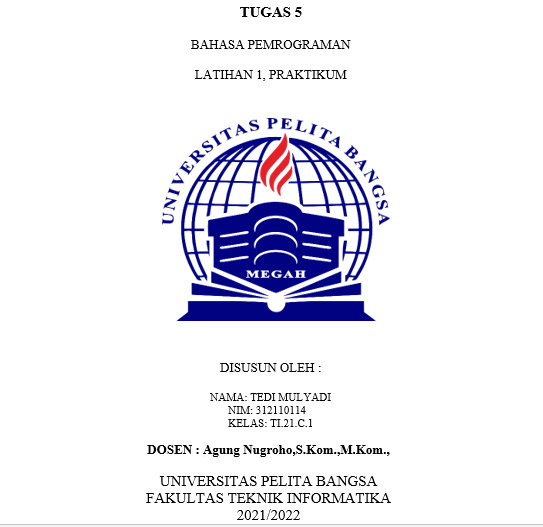 TUGAS 5
BAHASA PEMROGRAMAN
LATIHAN 1, PRAKTIKUM
UNIVERSITAS PELITA BANGSA
MEGAH
DISUSUN OLEH :
NAMA: TEDI MULYADI
NIM: 312110114
KELAS: TI.21.C.1
DOSEN : Agung Nugroho,S.Kom.,M.Kom.,
UNIVERSITAS PELITA BANGSA
FAKULTAS TEKNIK INFORMATIKA
2021/2022